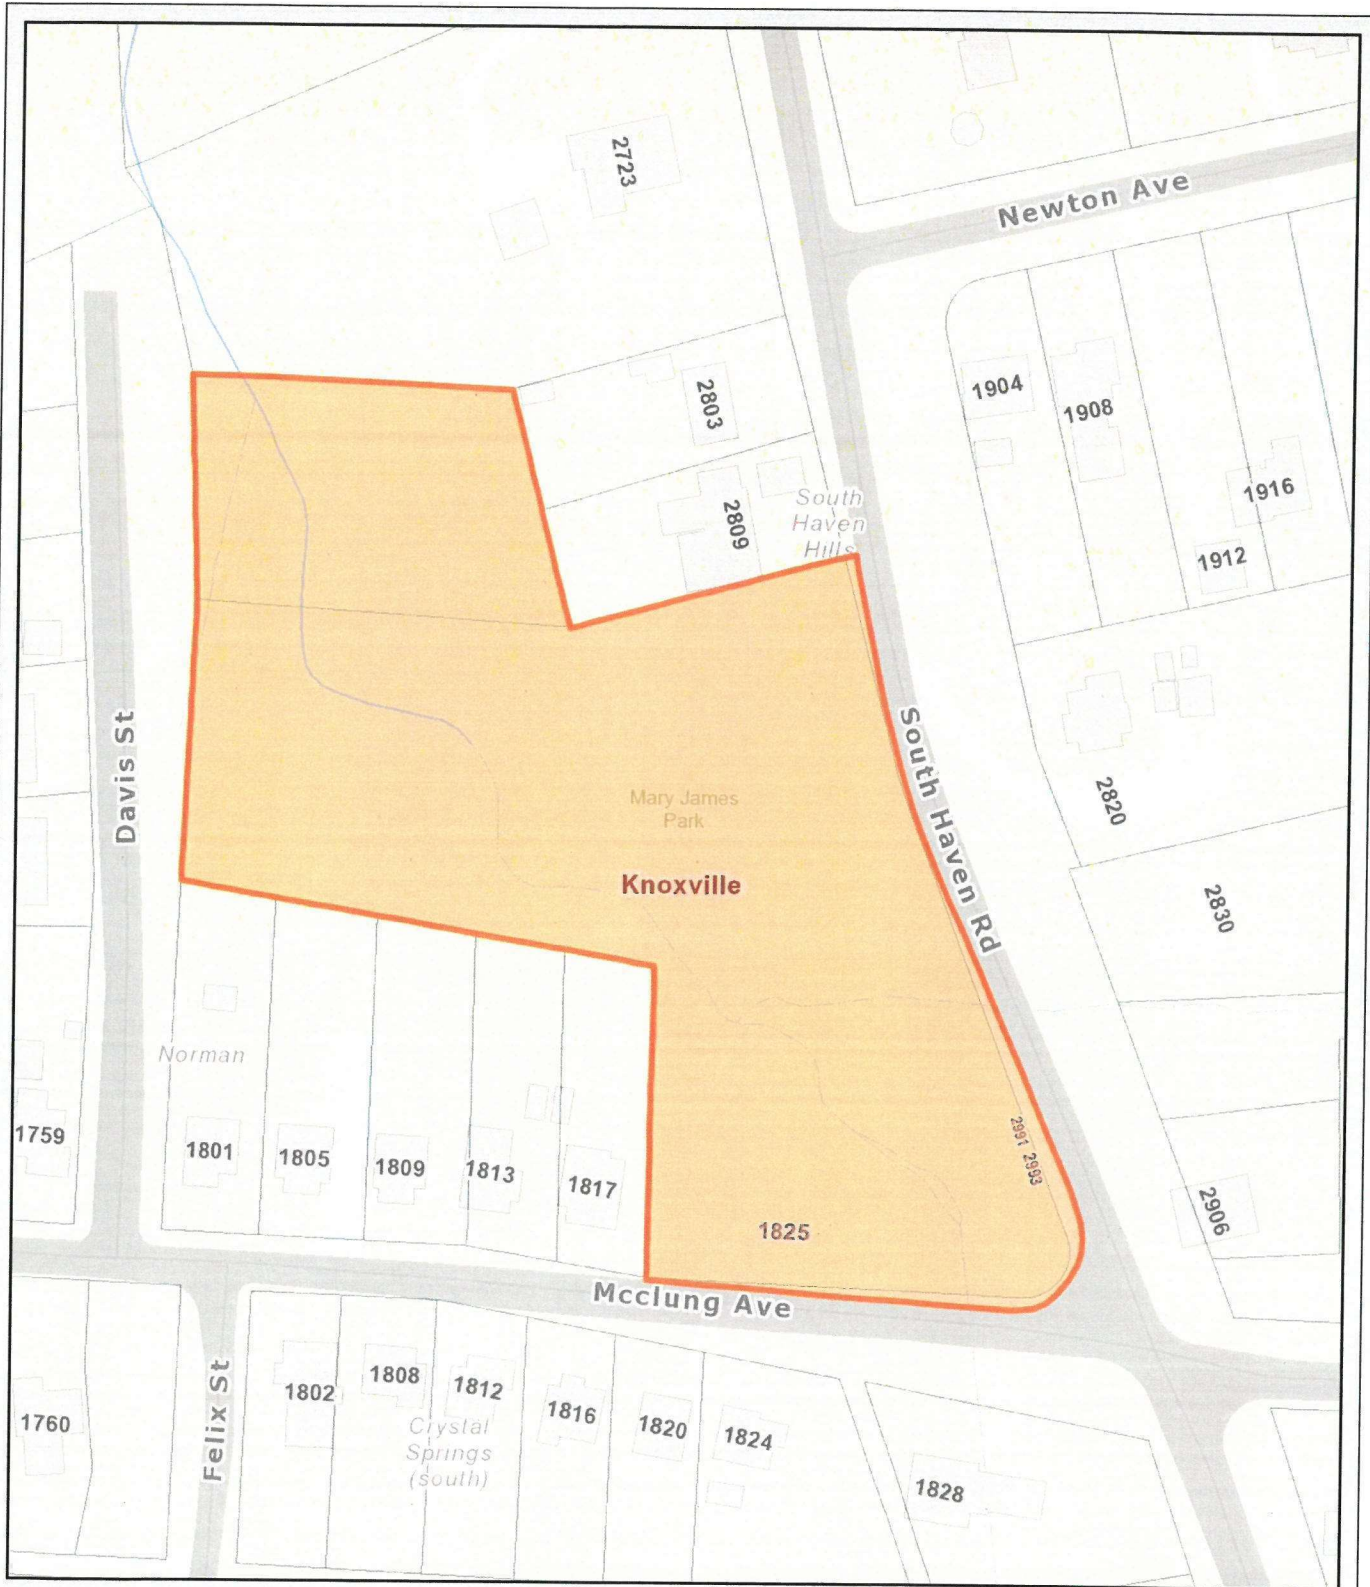 2723
Newton Ave
2803
1904
1908
1916
2809
South
Haven
Hills
1912
Davis St
South Haven Rd
2820
Mary James
Park
Knoxville
2830
Norman
1759
1801
1805
1809
1813
1817
2991 2993
2906
1825
Mcclung Ave
Felix St
1760
1802
1808
1812
1816
1820
1824
Crystal
Springs
(south)
1828